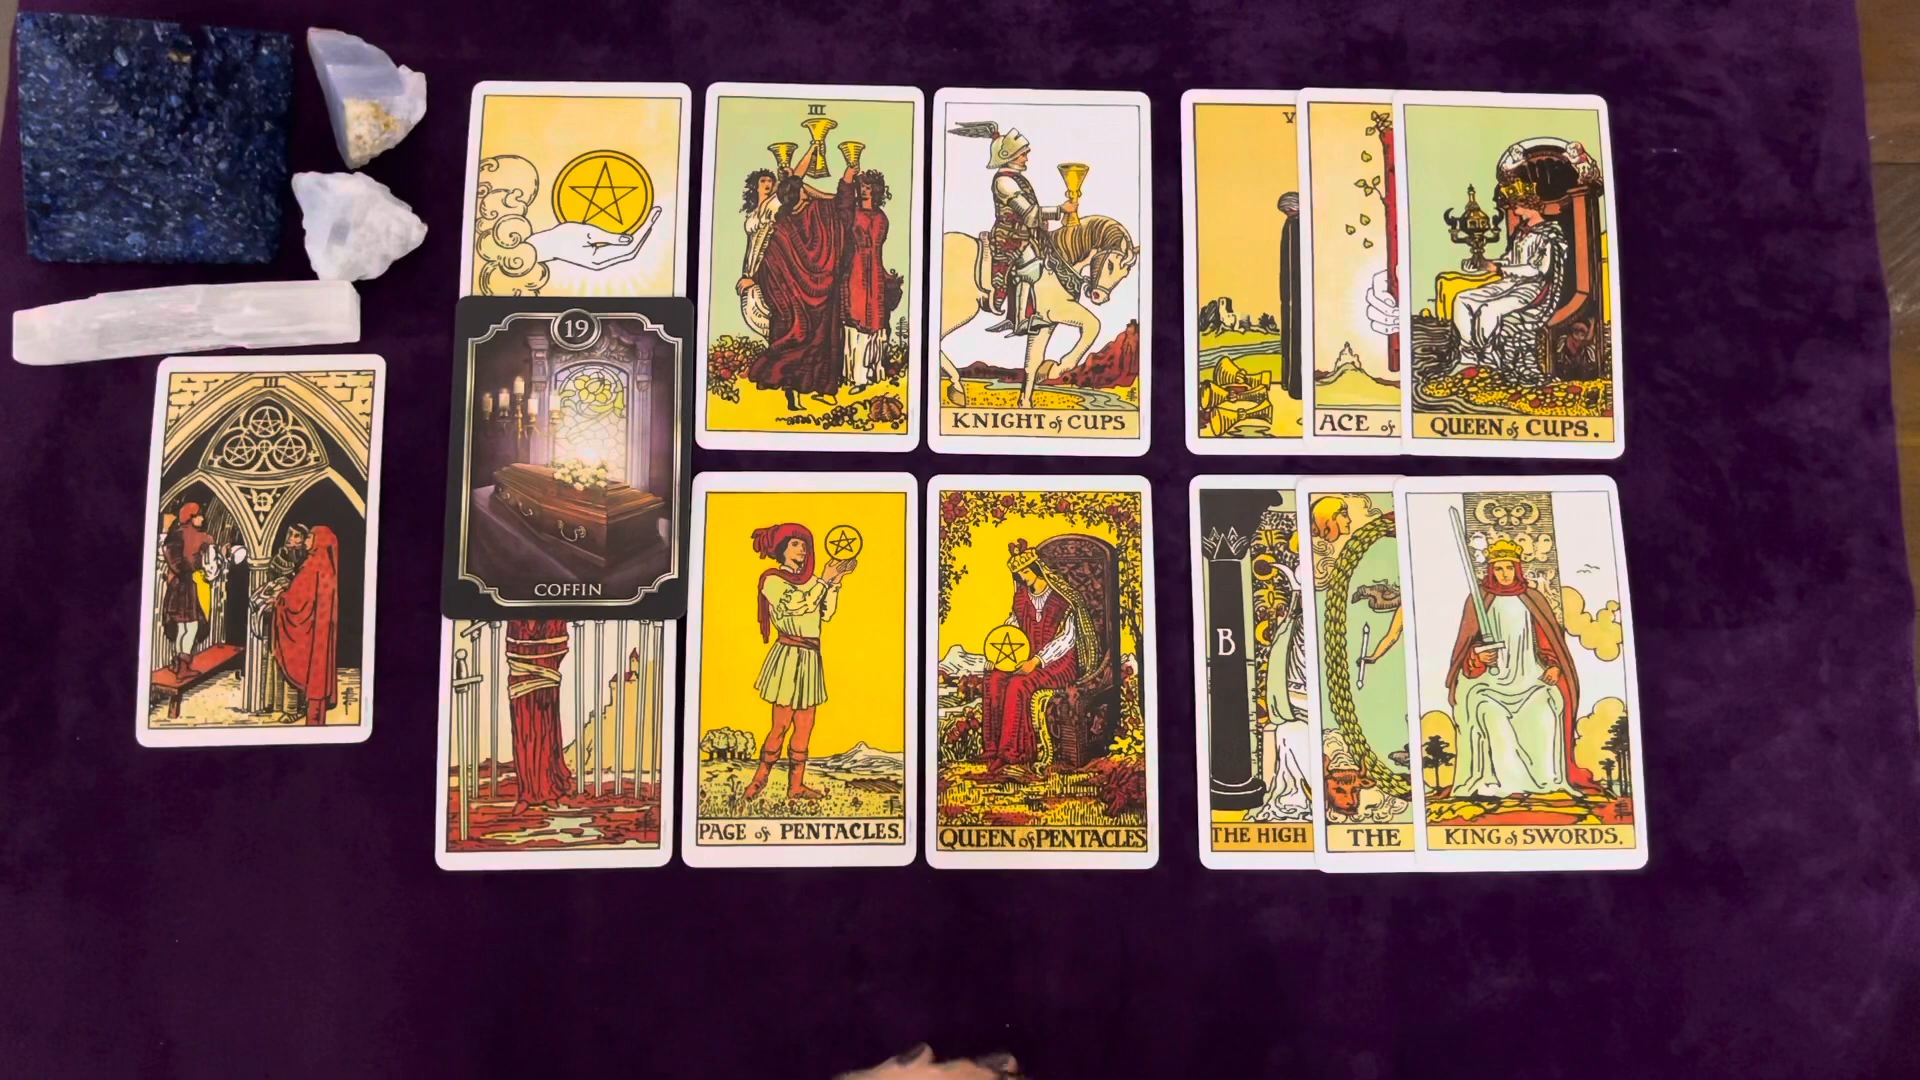 III
KNIGHT of CUPS
V
ACE of
QUEEN of CUPS.
19
COFFIN
PAGE of PENTACLES.
QUEEN of PENTACLES
B
THE HIGH
THE
KING of SWORDS.